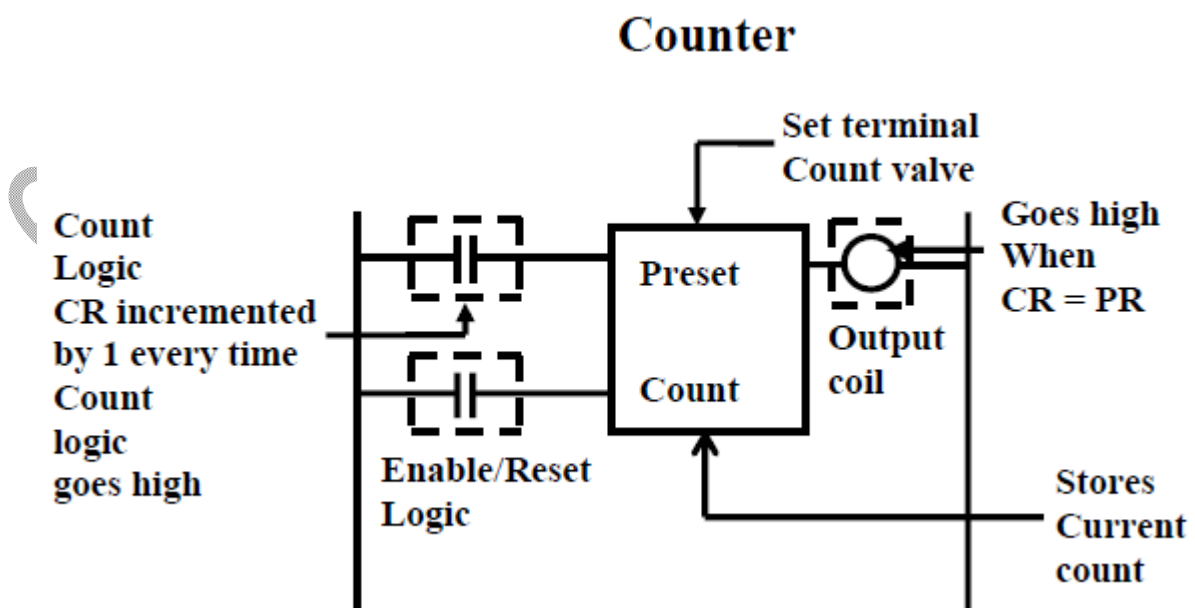 Counter
Set terminal
Count valve
Count
Logic
CR incremented
by 1 every time
Count
logic
goes high
Preset
Count
Enable/Reset
Logic
Output
coil
Goes high
When
CR = PR
Stores
Current
count